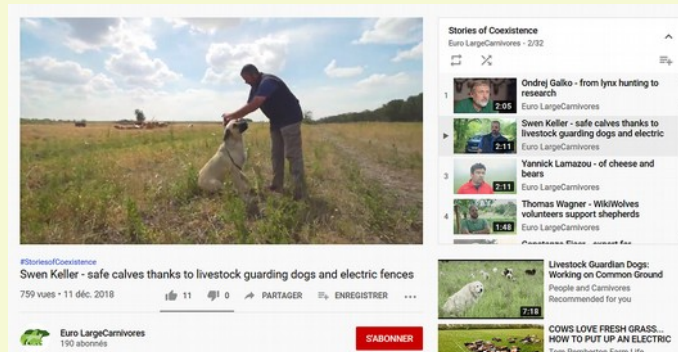 #StoriesofCoexistence
Swen Keller - safe calves thanks to livestock guarding dogs and electric fences
759 vues • 11 déc. 2018
11
0
PARTAGER
ENREGISTRER
Euro LargeCarnivores
190 abonnés
S'ABONNER
Stories of Coexistence
Euro LargeCarnivores - 2/32
1
2:05
Ondrej Galko - from lynx hunting to
research
Euro LargeCarnivores
2:11
Swen Keller - safe calves thanks to
livestock guarding dogs and electric
Euro LargeCarnivores
3
2:11
Yannick Lamazou - of cheese and
bears
Euro LargeCarnivores
4
1:48
Thomas Wagner - WikiWolves
volunteers support shepherds
Euro LargeCarnivores
7:18
Livestock Guardian Dogs:
Working on Common Ground
People and Carnivores
Recommended for you
COWS LOVE FRESH GRASS...
HOW TO PUT UP AN ELECTRIC